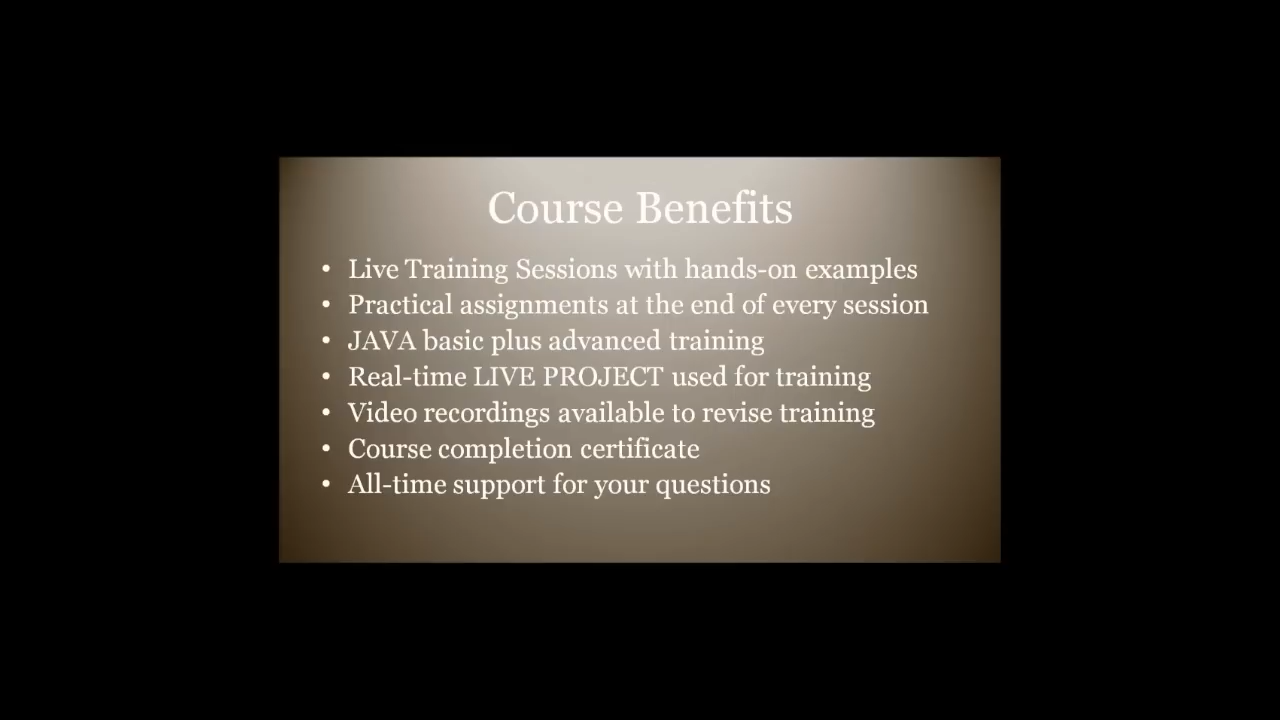 Course Benefits
• Live Training Sessions with hands-on examples
• Practical assignments at the end of every session
• JAVA basic plus advanced training
• Real-time LIVE PROJECT used for training
• Video recordings available to revise training
• Course completion certificate
• All-time support for your questions